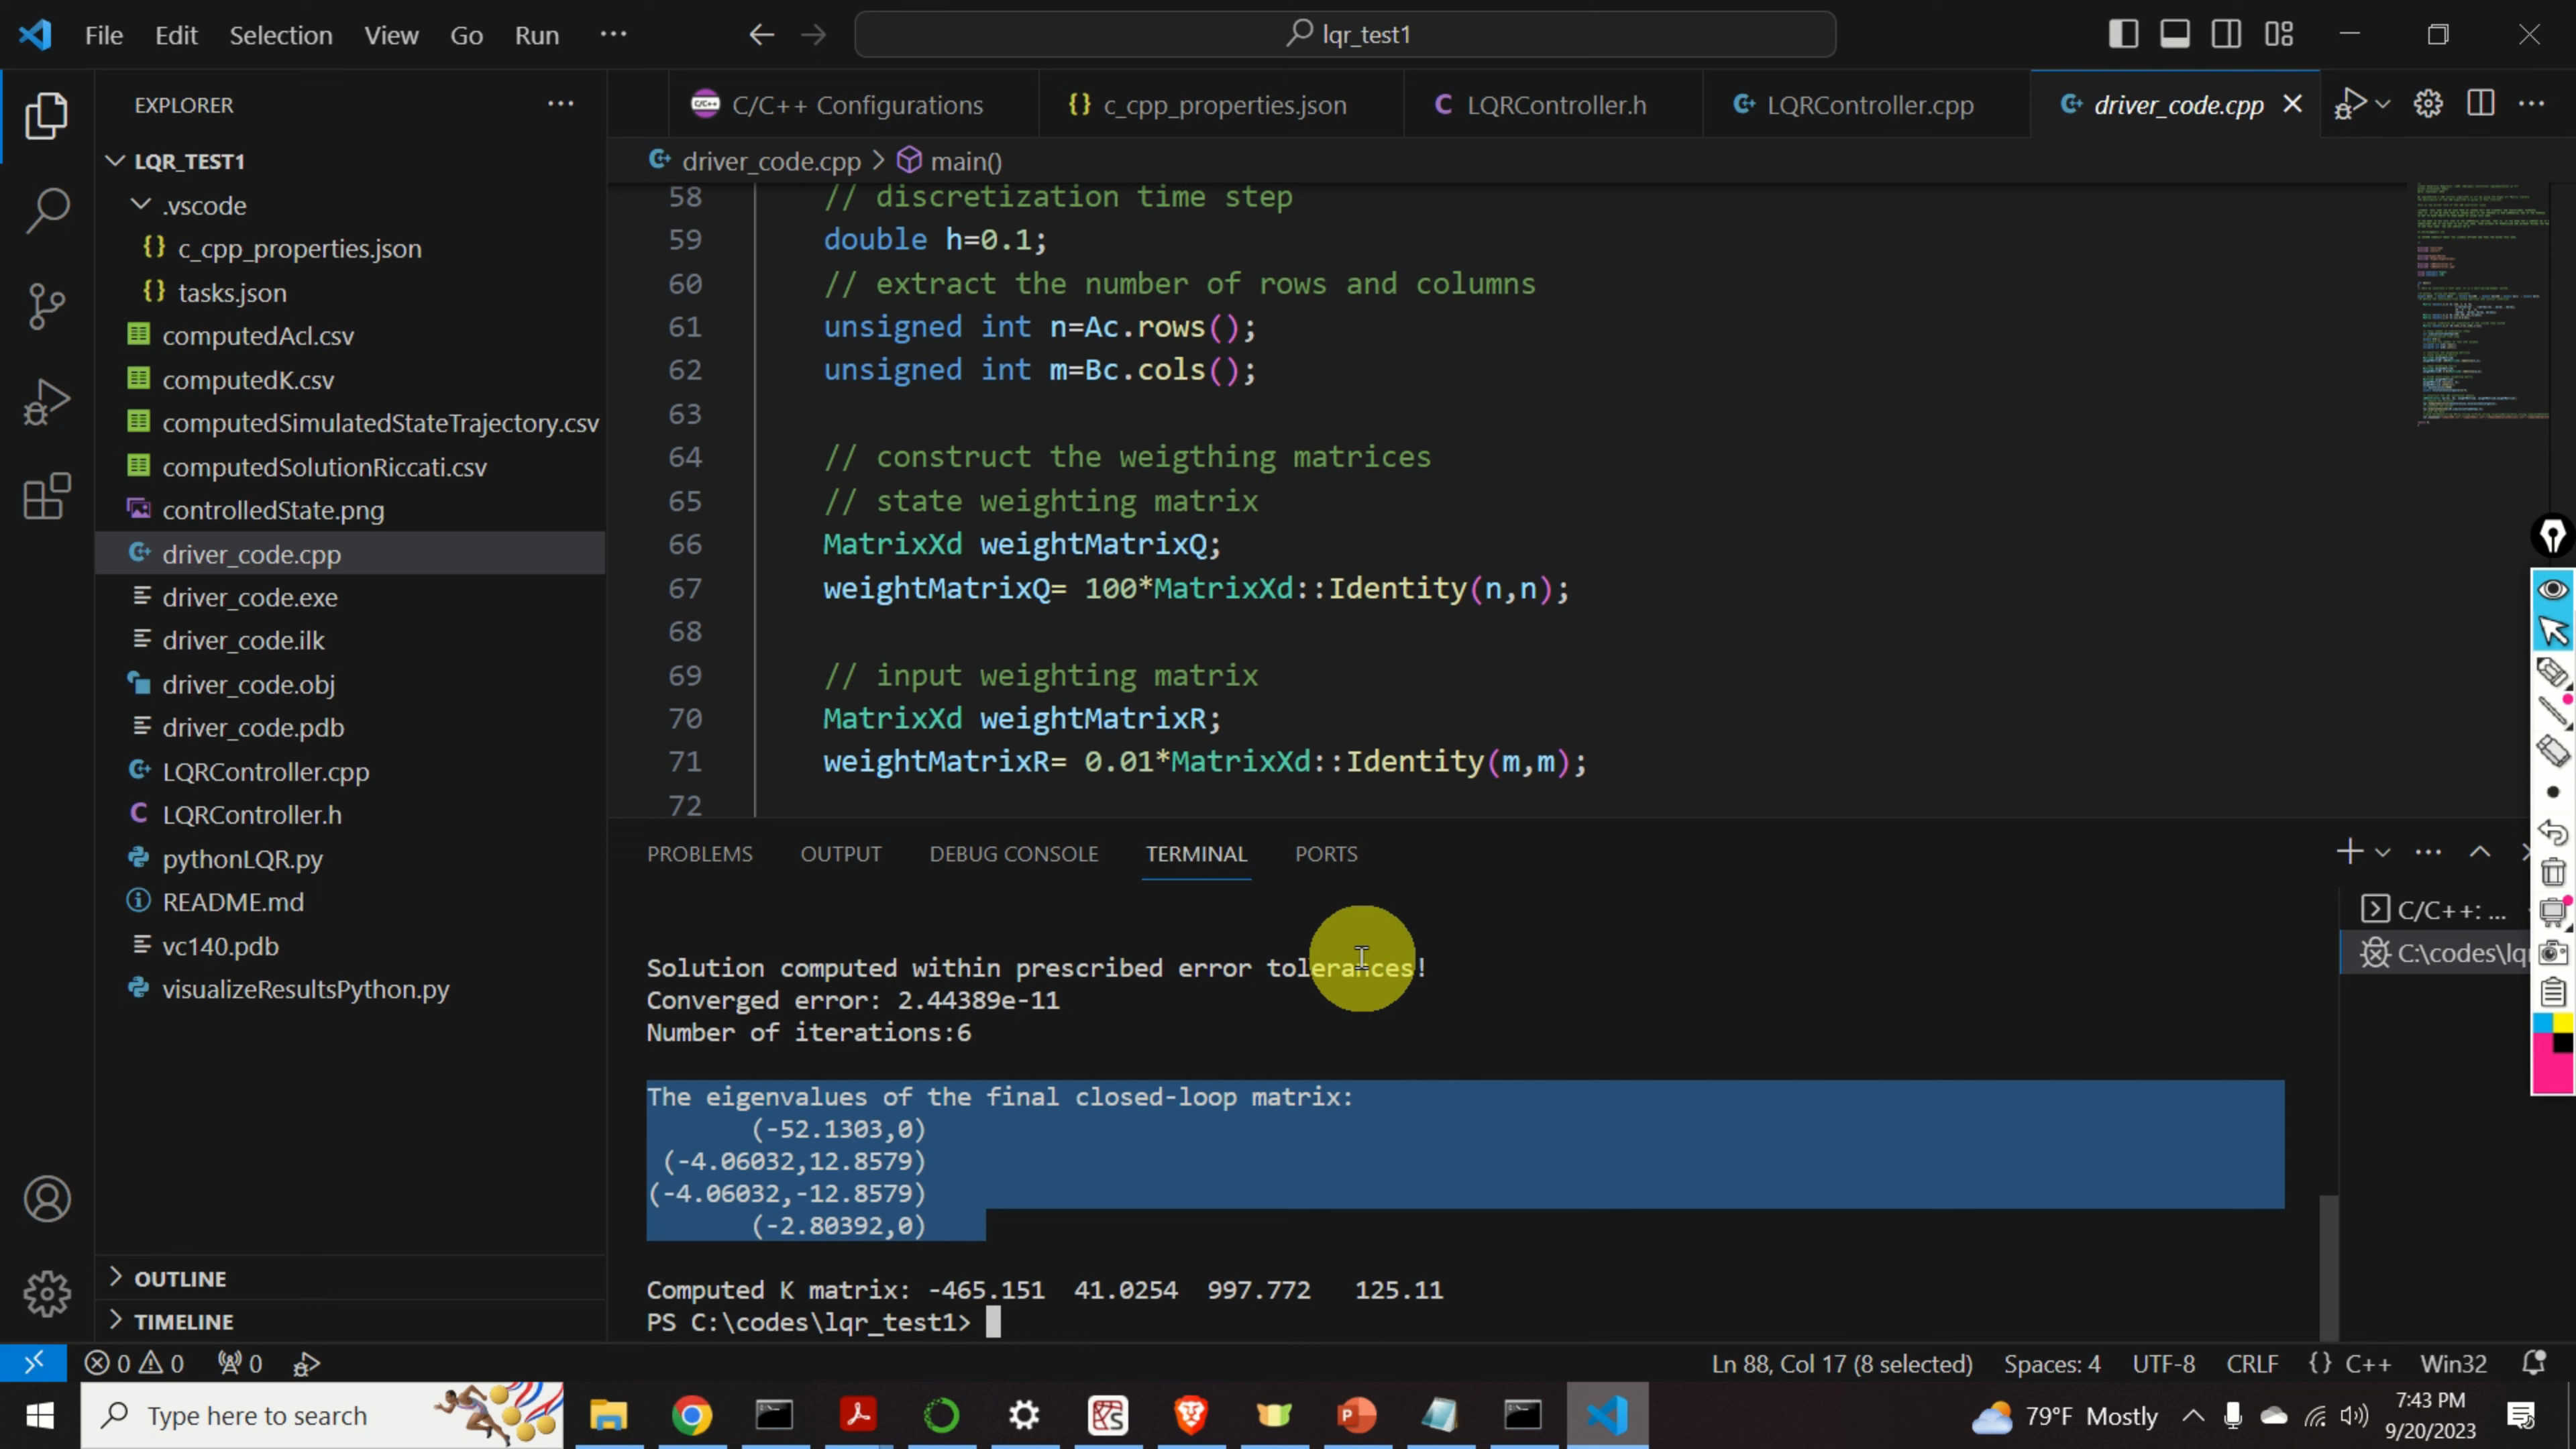 File Edit Selection View Go Run ···
lqr_test1
EXPLORER ···
LQR_TEST1
.vscode
{} c_cpp_properties.json
{} tasks.json
computedAcl.csv
computedK.csv
computedSimulatedStateTrajectory.csv
computedSolutionRiccati.csv
controlledState.png
driver_code.cpp
driver_code.exe
driver_code.ilk
driver_code.obj
driver_code.pdb
LQRController.cpp
LQRController.h
pythonLQR.py
README.md
vc140.pdb
visualizeResultsPython.py
OUTLINE
TIMELINE
C/C++ Configurations {} c_cpp_properties.json C LQRController.h LQRController.cpp driver_code.cpp
driver_code.cpp > main()
58 // discretization time step
59 double h=0.1;
60 // extract the number of rows and columns
61 unsigned int n=Ac.rows();
62 unsigned int m=Bc.cols();
63
64 // construct the weigthing matrices
65 // state weighting matrix
66 MatrixXd weightMatrixQ;
67 weightMatrixQ= 100*MatrixXd::Identity(n,n);
68
69 // input weighting matrix
70 MatrixXd weightMatrixR;
71 weightMatrixR= 0.01*MatrixXd::Identity(m,m);
72
PROBLEMS OUTPUT DEBUG CONSOLE TERMINAL PORTS
C/C++: ...
C:\codes\lqr
Solution computed within prescribed error tolerances!
Converged error: 2.44389e-11
Number of iterations:6
The eigenvalues of the final closed-loop matrix:
(-52.1303,0)
(-4.06032,12.8579)
(-4.06032,-12.8579)
(-2.80392,0)
Computed K matrix: -465.151 41.0254 997.772 125.11
PS C:\codes\lqr_test1>
0 0 0 Ln 88, Col 17 (8 selected) Spaces: 4 UTF-8 CRLF {} C++ Win32
Type here to search 79°F Mostly 7:43 PM
9/20/2023